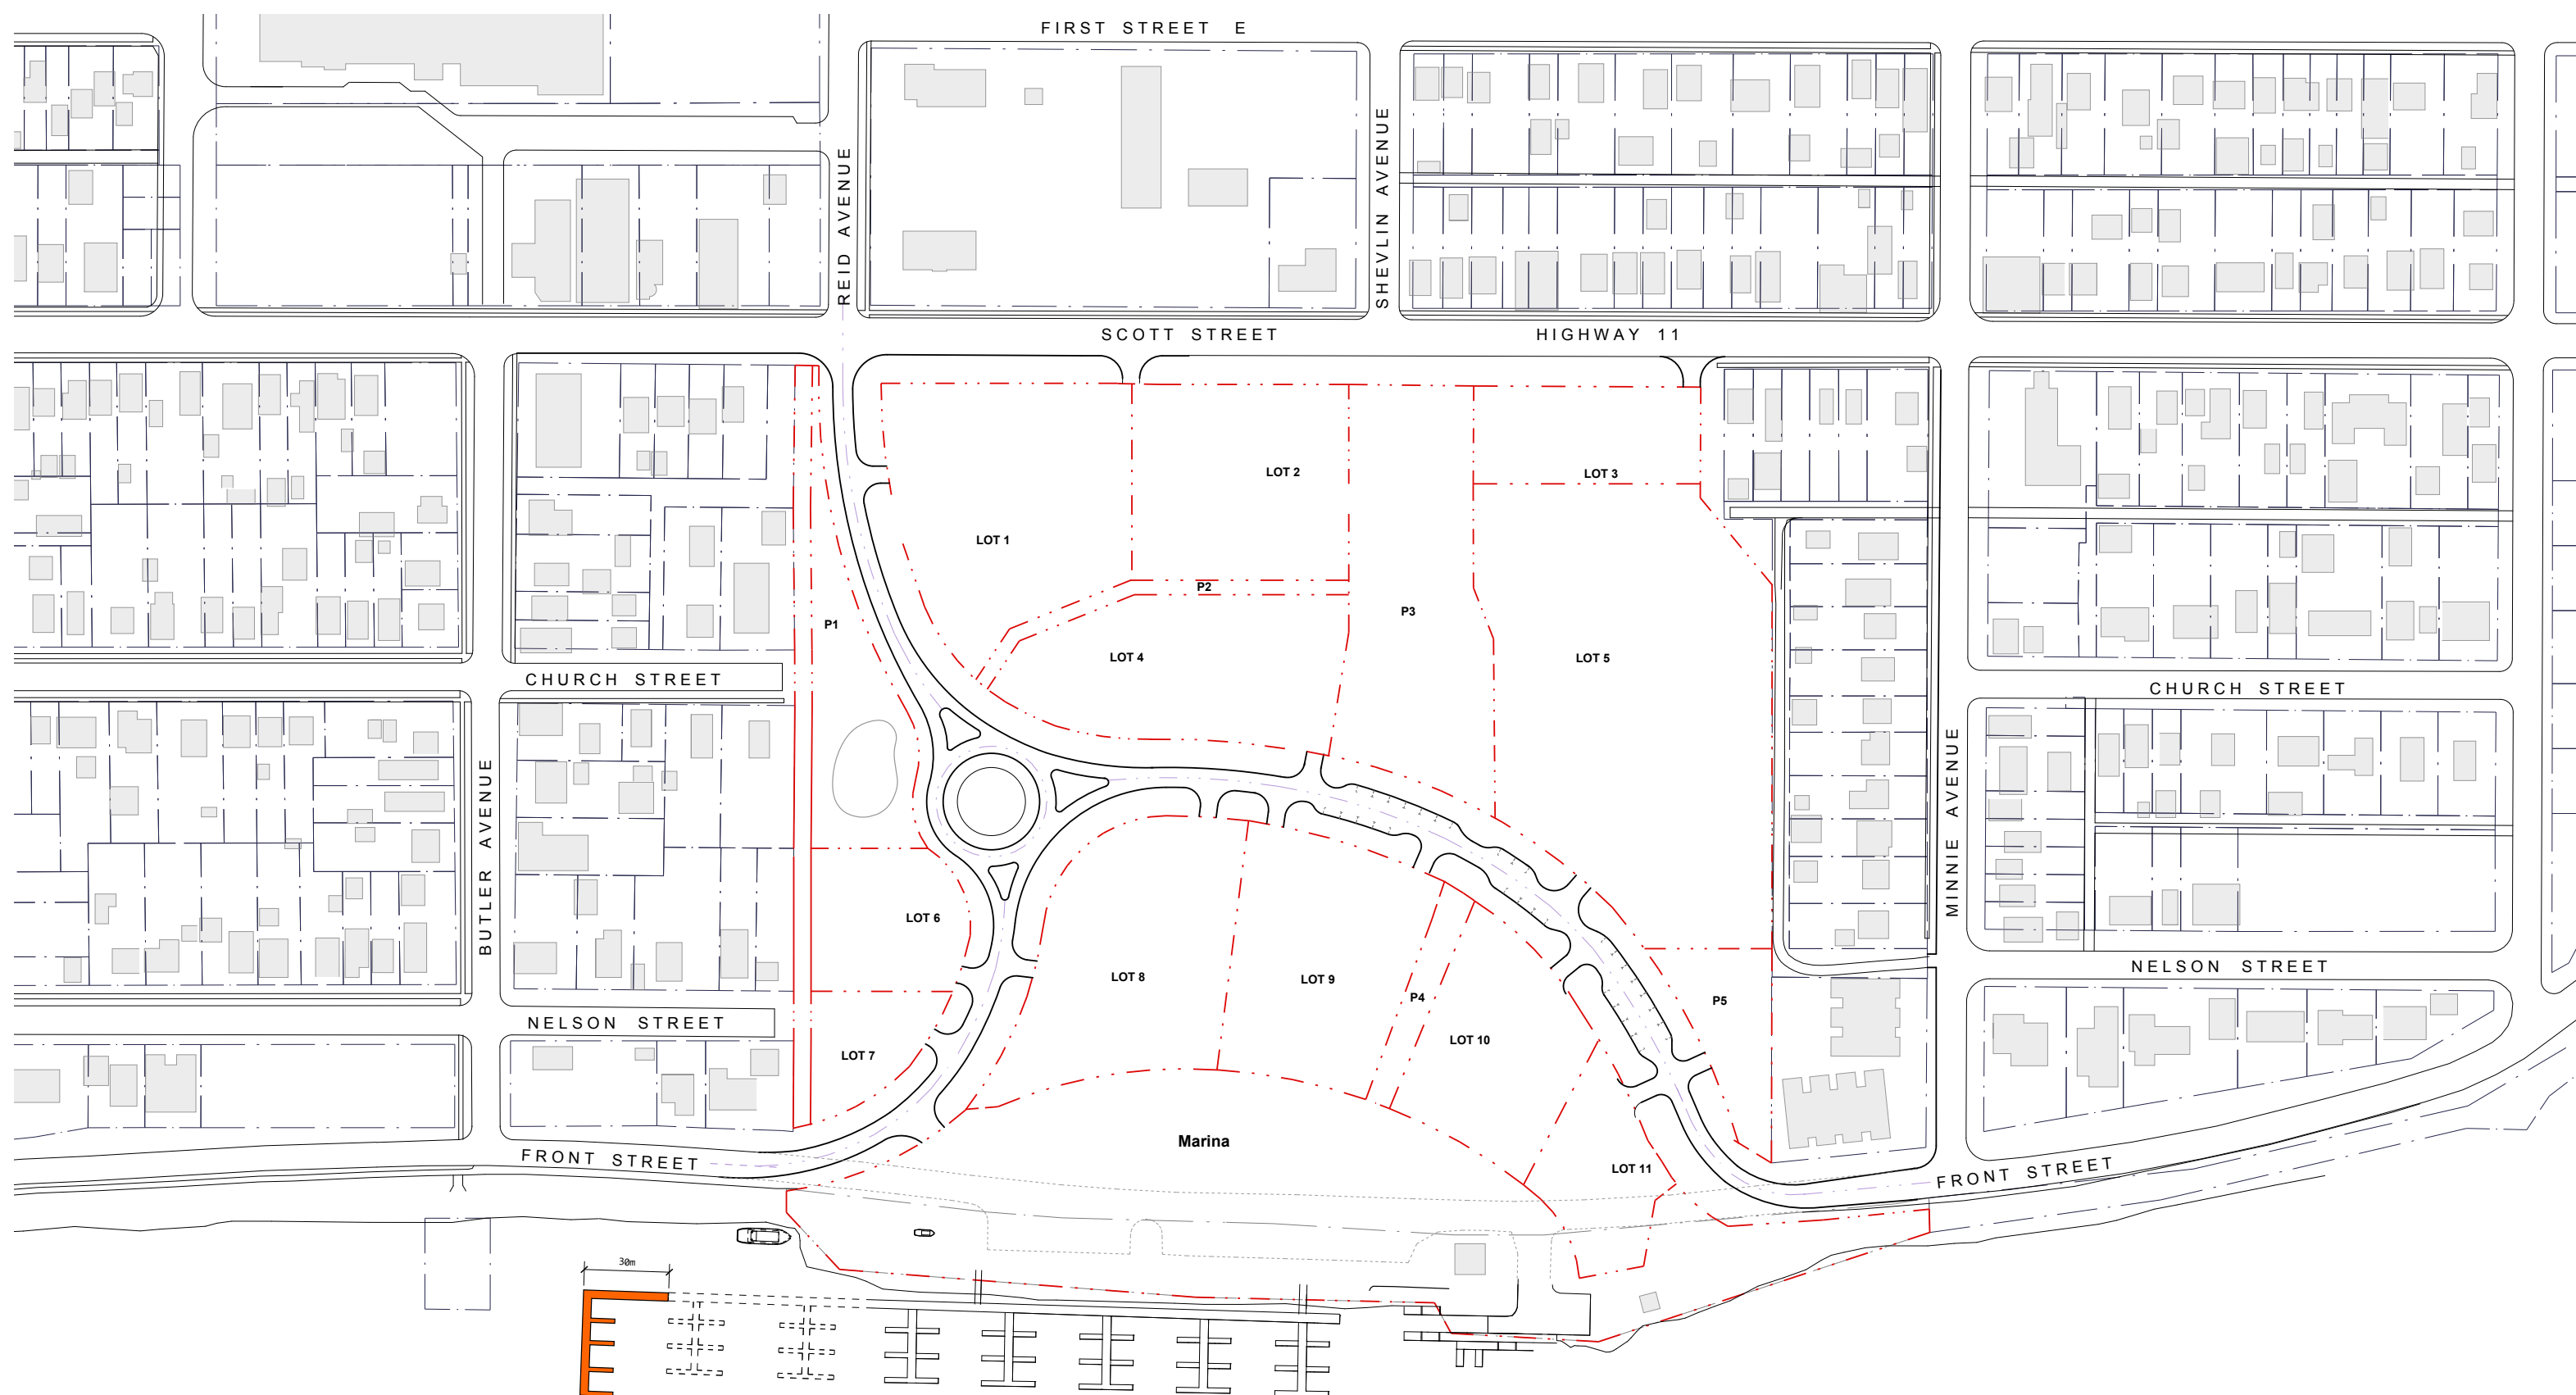 FIRST STREET E
REID AVENUE
SHEVLIN AVENUE
SCOTT STREET
HIGHWAY 11
LOT 2
LOT 3
LOT 1
P2
P3
P1
LOT 4
LOT 5
CHURCH STREET
CHURCH STREET
BUTLER AVENUE
MINNIE AVENUE
LOT 6
LOT 8
LOT 9
P4
P5
NELSON STREET
NELSON STREET
LOT 7
LOT 10
Marina
LOT 11
FRONT STREET
FRONT STREET
30m